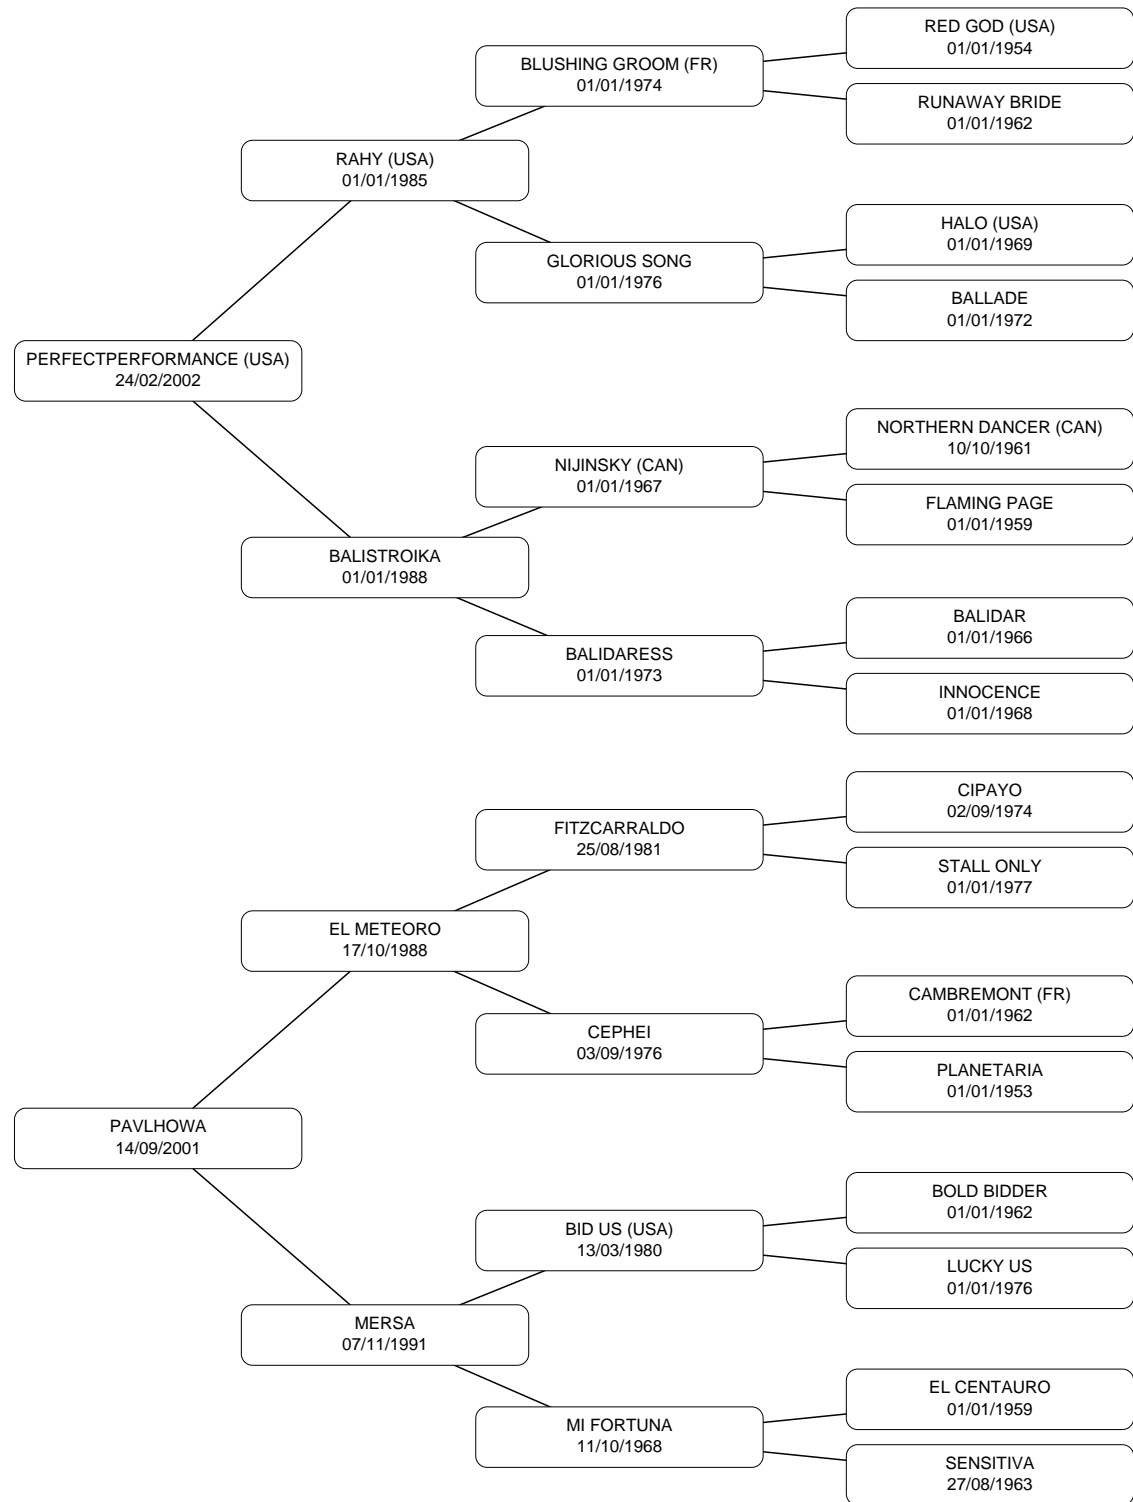 RED GOD (USA)
01/01/1954
BLUSHING GROOM (FR)
01/01/1974
RUNAWAY BRIDE
01/01/1962
RAHY (USA)
01/01/1985
HALO (USA)
01/01/1969
GLORIOUS SONG
01/01/1976
BALLADE
01/01/1972
PERFECTPERFORMANCE (USA)
24/02/2002
NORTHERN DANCER (CAN)
10/10/1961
NIJINSKY (CAN)
01/01/1967
FLAMING PAGE
01/01/1959
BALISTROIKA
01/01/1988
BALIDAR
01/01/1966
BALIDARESS
01/01/1973
INNOCENCE
01/01/1968
CIPAYO
02/09/1974
FITZCARRALDO
25/08/1981
STALL ONLY
01/01/1977
EL METEORO
17/10/1988
CAMBREMONT (FR)
01/01/1962
CEPHEI
03/09/1976
PLANETARIA
01/01/1953
PAVLHOWA
14/09/2001
BOLD BIDDER
01/01/1962
BID US (USA)
13/03/1980
LUCKY US
01/01/1976
MERSA
07/11/1991
EL CENTAURO
01/01/1959
MI FORTUNA
11/10/1968
SENSITIVA
27/08/1963